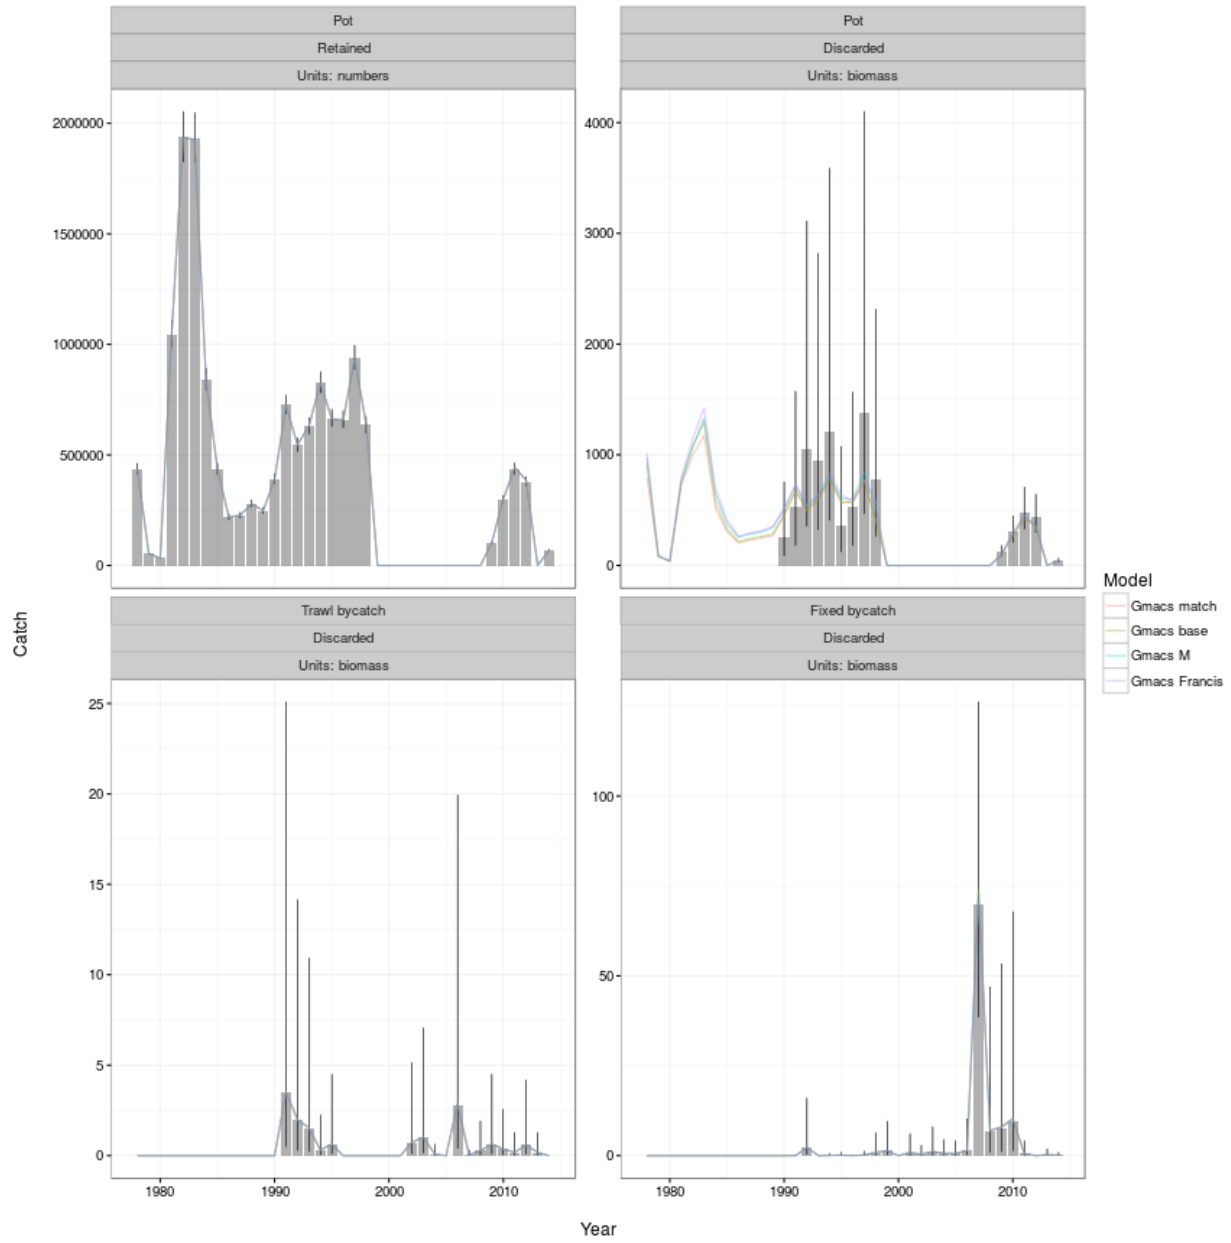 Pot
Retained
Units: numbers
2000000
1500000
1000000
500000
0
Pot
Discarded
Units: biomass
4000
3000
2000
1000
0
Catch
Trawl bycatch
Discarded
Units: biomass
25
20
15
10
5
0
1980 1990 2000 2010
Fixed bycatch
Discarded
Units: biomass
100
50
0
1980 1990 2000 2010
Year
Model
Gmacs match
Gmacs base
Gmacs M
Gmacs Francis